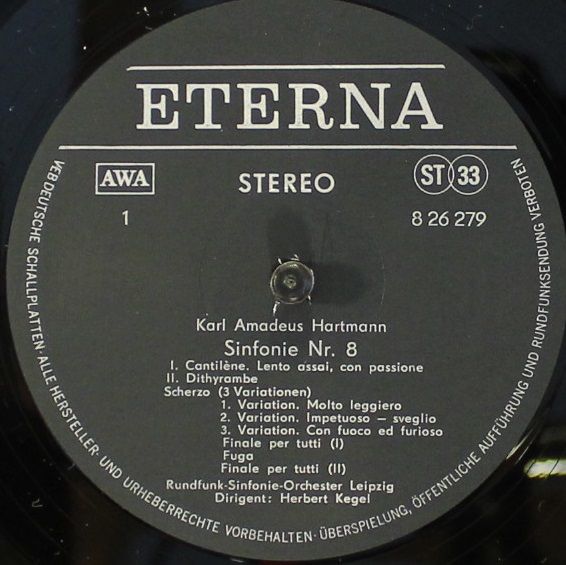 ETERNA
AWA
STEREO
ST 33
1
8 26 279
Karl Amadeus Hartmann
Sinfonie Nr. 8
I. Cantilène. Lento assai, con passione
II. Dithyrambe
Scherzo (3 Variationen)
1. Variation. Molto leggiero
2. Variation. Impetuoso – sveglio
3. Variation. Con fuoco ed furioso
Finale per tutti (I)
Fuga
Finale per tutti (II)
Rundfunk-Sinfonie-Orchester Leipzig
Dirigent: Herbert Kegel
VEB DEUTSCHE SCHALLPLATTEN · ALLE HERSTELLER- UND URHEBERRECHTE VORBEHALTEN · ÜBERSPIELUNG, ÖFFENTLICHE AUFFÜHRUNG UND RUNDFUNKSENDUNG VERBOTEN